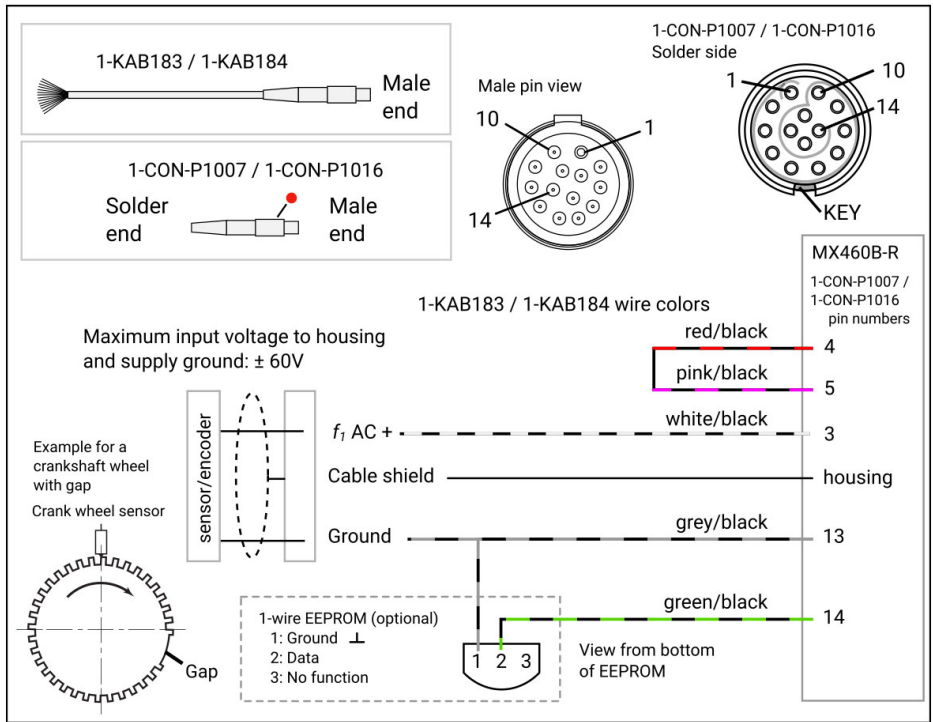 1-KAB183 / 1-KAB184
Male
end
1-CON-P1007 / 1-CON-P1016
Solder
end
Male
end
Male pin view
10
1
14
1-CON-P1007 / 1-CON-P1016
Solder side
1
10
14
KEY
MX460B-R
1-CON-P1007 /
1-CON-P1016
pin numbers
1-KAB183 / 1-KAB184 wire colors
Maximum input voltage to housing
and supply ground: ± 60V
red/black
4
pink/black
5
sensor/encoder
f₁ AC +
white/black
3
Cable shield
housing
Ground
grey/black
13
green/black
14
Example for a
crankshaft wheel
with gap
Crank wheel sensor
Gap
1-wire EEPROM (optional)
1: Ground ⊥
2: Data
3: No function
1 2 3
View from bottom
of EEPROM